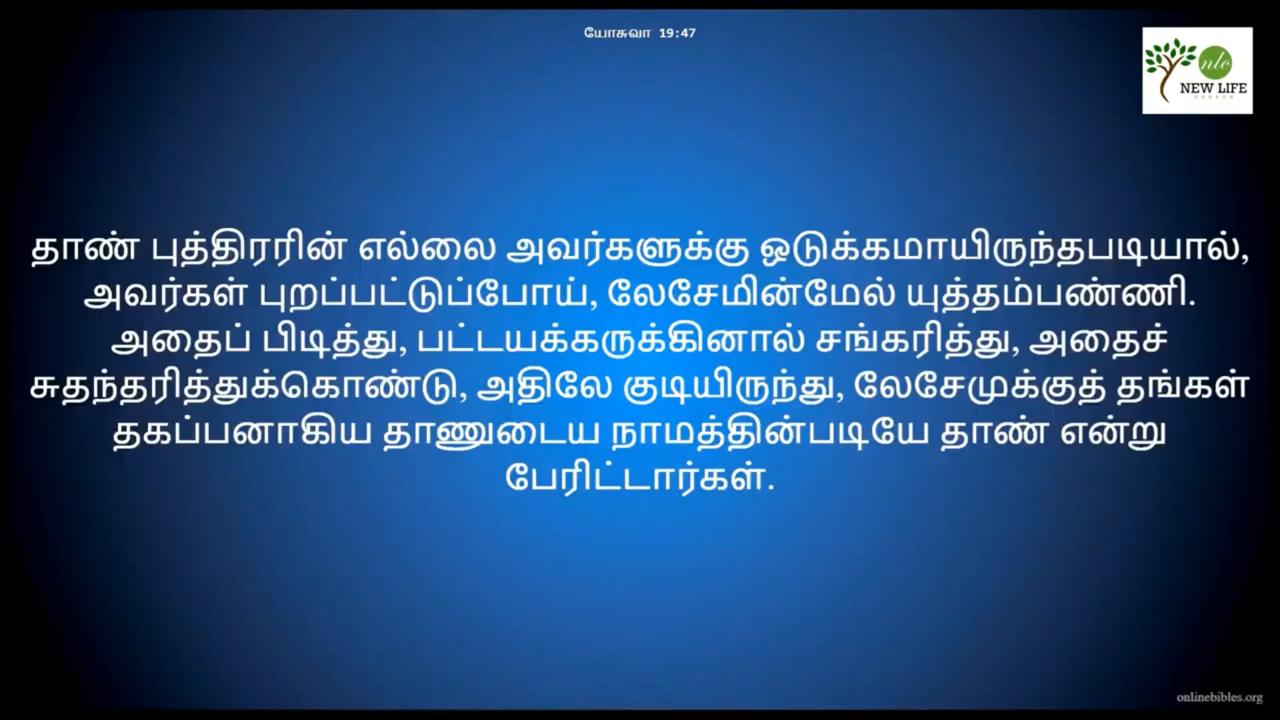 யோசுவா 19:47
nlc
NEW LIFE
தாண் புத்திரரின் எல்லை அவர்களுக்கு ஒடுக்கமாயிருந்தபடியால்,
அவர்கள் புறப்பட்டுப்போய், லேசேமின்மேல் யுத்தம்பண்ணி.
அதைப் பிடித்து, பட்டயக்கருக்கினால் சங்கரித்து, அதைச்
சுதந்தரித்துக்கொண்டு, அதிலே குடியிருந்து, லேசேமுக்குத் தங்கள்
தகப்பனாகிய தாணுடைய நாமத்தின்படியே தாண் என்று
பேரிட்டார்கள்.
onlinebibles.org